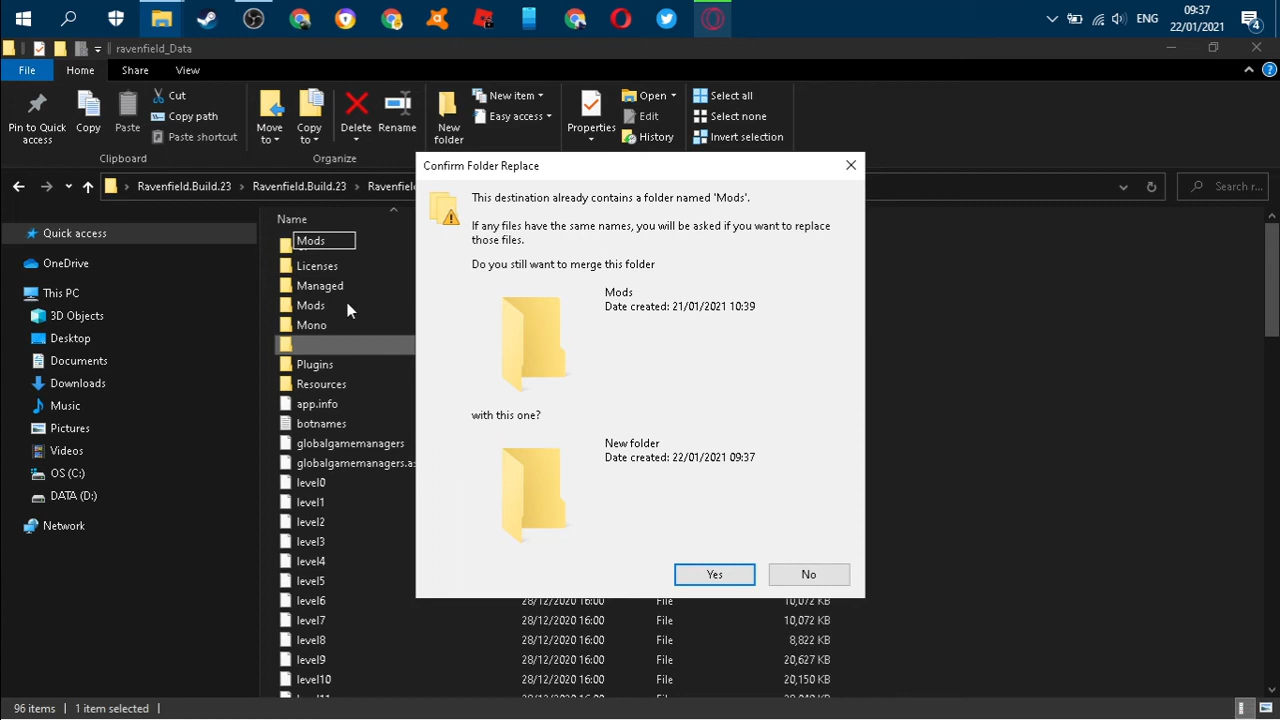 ENG
09:37
22/01/2021
4
ravenfield_Data
File
Home
Share
View
Pin to Quick access
Copy
Paste
Cut
Copy path
Paste shortcut
Clipboard
Move to
Copy to
Delete
Rename
Organize
New folder
New item
Easy access
Properties
Open
Edit
History
Select all
Select none
Invert selection
Ravenfield.Build.23
Ravenfield.Build.23
Ravenfie
Search r...
Quick access
OneDrive
This PC
3D Objects
Desktop
Documents
Downloads
Music
Pictures
Videos
OS (C:)
DATA (D:)
Network
Name
Mods
Licenses
Managed
Mods
Mono
Plugins
Resources
app.info
botnames
globalgamemanagers
globalgamemanagers.a
level0
level1
level2
level3
level4
level5
level6 28/12/2020 16:00 File 10,072 KB
level7 28/12/2020 16:00 File 10,072 KB
level8 28/12/2020 16:00 File 8,822 KB
level9 28/12/2020 16:00 File 20,627 KB
level10 28/12/2020 16:00 File 20,150 KB
Confirm Folder Replace
This destination already contains a folder named 'Mods'.
If any files have the same names, you will be asked if you want to replace
those files.
Do you still want to merge this folder
Mods
Date created: 21/01/2021 10:39
with this one?
New folder
Date created: 22/01/2021 09:37
Yes
No
96 items
1 item selected